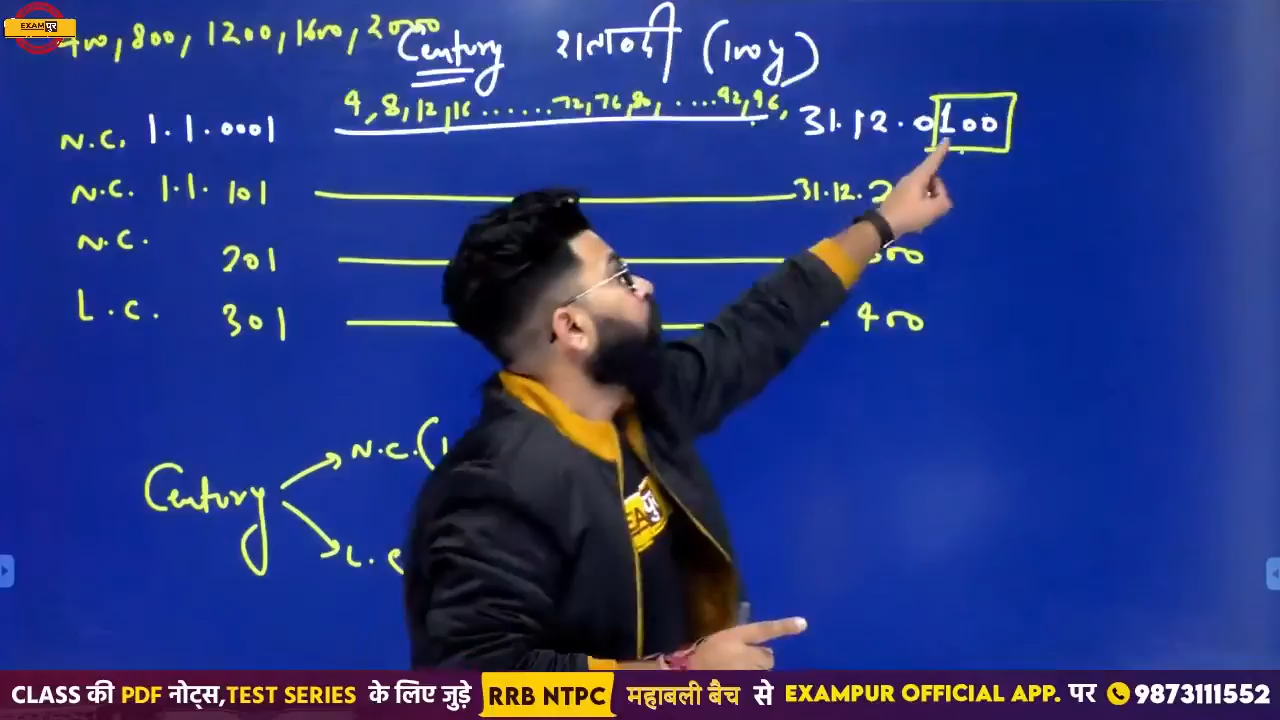 EXAMपुर
400, 800, 1200, 1600, 2000
Century शताब्दी (100y)
4, 8, 12, 16 ....... 72, 76, 80, ..... 92, 96,
N.C. 1.1.0001 31.12.0100
N.C. 1.1. 101 31.12.2
N.C. 201 300
L.C. 301 400
N.C.(1
Century
L.C
CLASS की PDF नोट्स,TEST SERIES के लिए जुड़े RRB NTPC महाबली बैच से EXAMPUR OFFICIAL APP. पर 9873111552